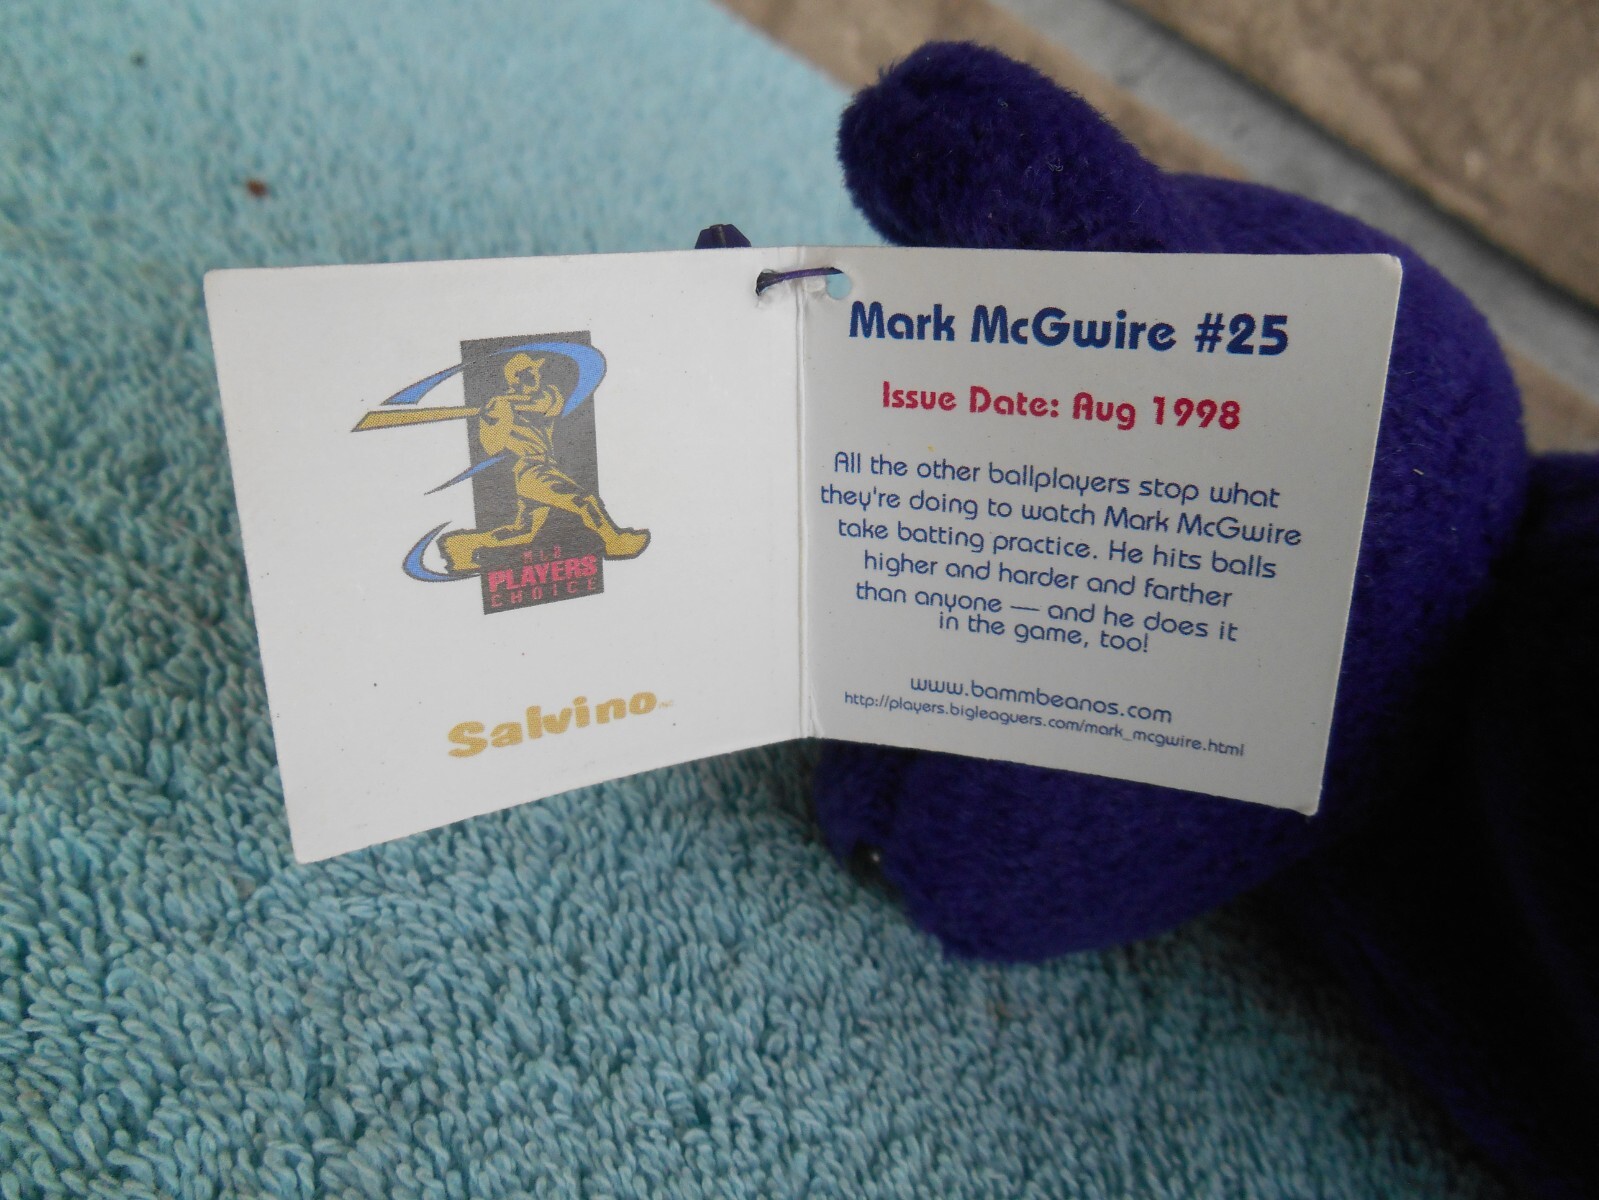 MLB
PLAYERS
CHOICE
Salvino INC.
Mark McGwire #25
Issue Date: Aug 1998
All the other ballplayers stop what
they're doing to watch Mark McGwire
take batting practice. He hits balls
higher and harder and farther
than anyone — and he does it
in the game, too!
www.bammbeanos.com
http://players.bigleaguers.com/mark_mcgwire.html